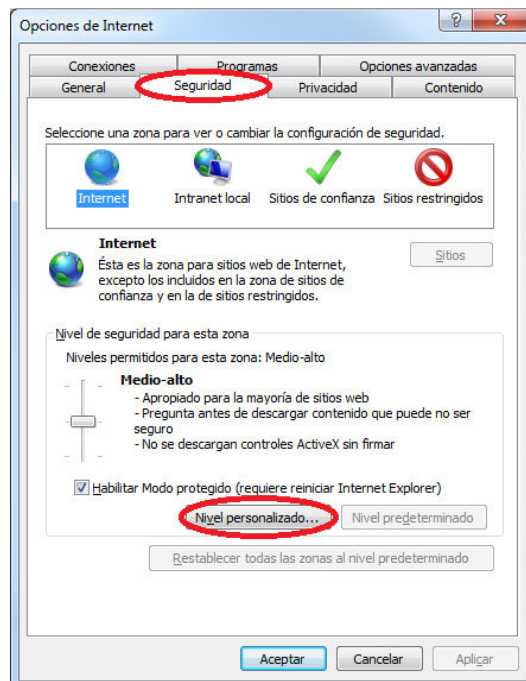 Opciones de Internet
Conexiones Programas Opciones avanzadas
General Seguridad Privacidad Contenido
Seleccione una zona para ver o cambiar la configuración de seguridad.
Internet Intranet local Sitios de confianza Sitios restringidos
Internet
Sitios
Ésta es la zona para sitios web de Internet,
excepto los incluidos en la zona de sitios de
confianza y en la de sitios restringidos.
Nivel de seguridad para esta zona
Niveles permitidos para esta zona: Medio-alto
Medio-alto
- Apropiado para la mayoría de sitios web
- Pregunta antes de descargar contenido que puede no ser
seguro
- No se descargan controles ActiveX sin firmar
Habilitar Modo protegido (requiere reiniciar Internet Explorer)
Nivel personalizado... Nivel predeterminado
Restablecer todas las zonas al nivel predeterminado
Aceptar Cancelar Aplicar